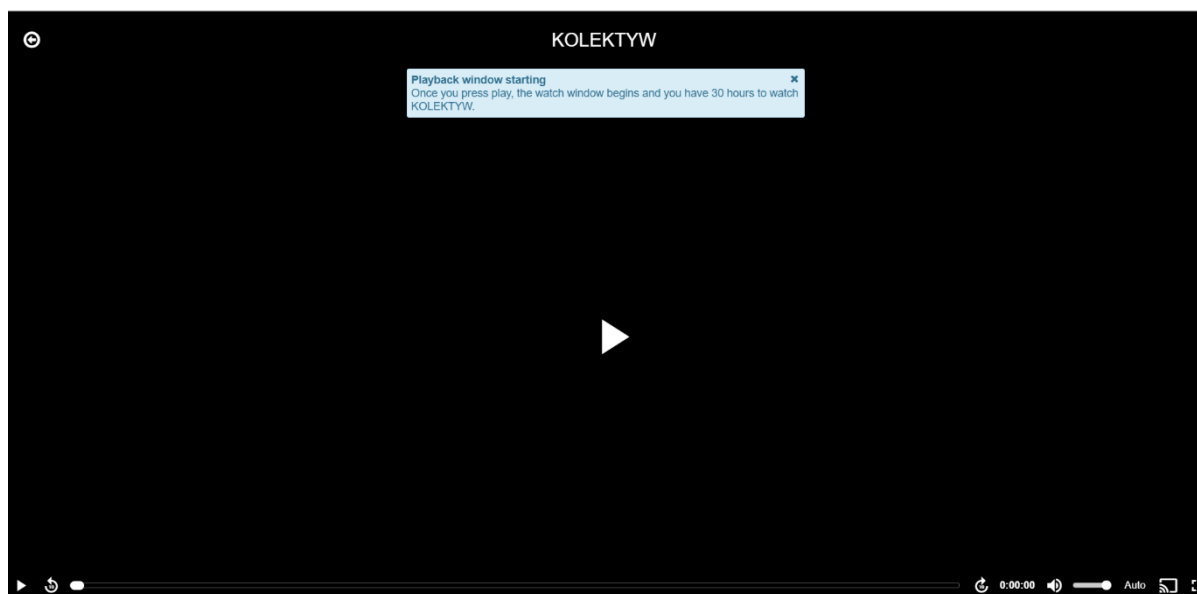 KOLEKTYW
Playback window starting
Once you press play, the watch window begins and you have 30 hours to watch
KOLEKTYW.
0:00:00 Auto